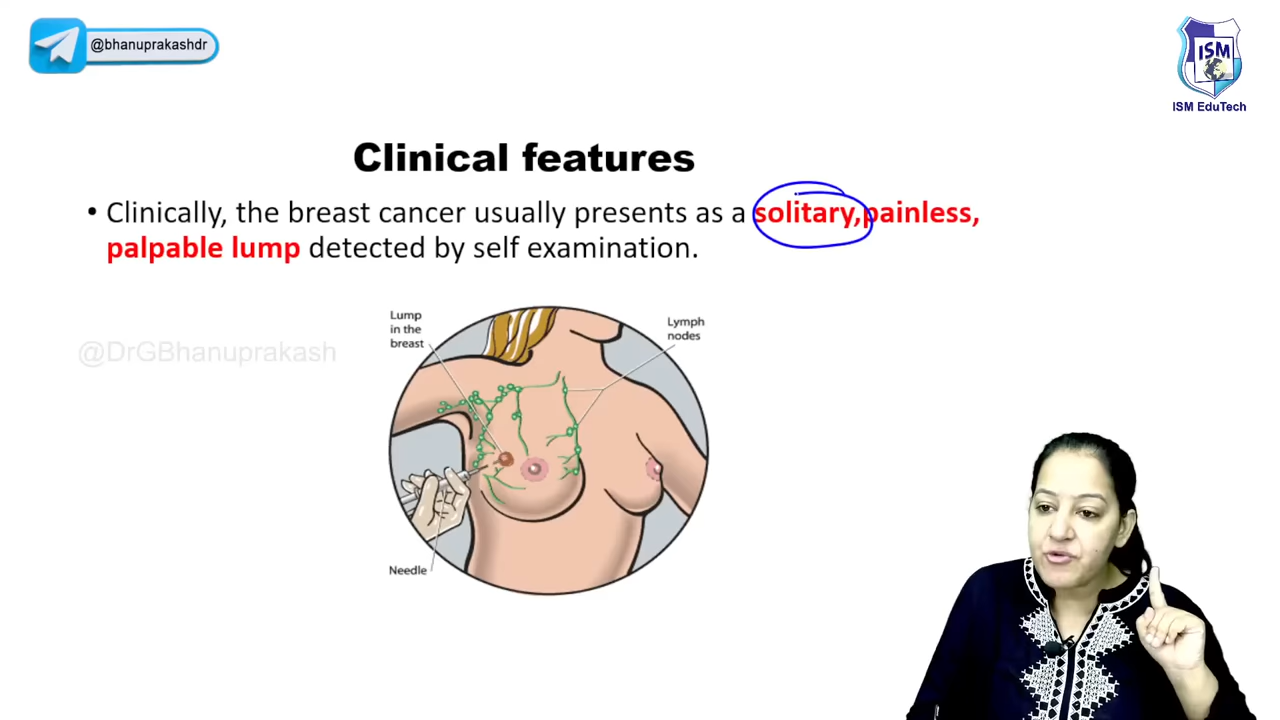 @bhanuprakashdr
ISM
ISM EduTech
Clinical features
• Clinically, the breast cancer usually presents as a solitary,painless,
palpable lump detected by self examination.
Lump
in the
breast
Lymph
nodes
@DrGBhanuprakash
Needle